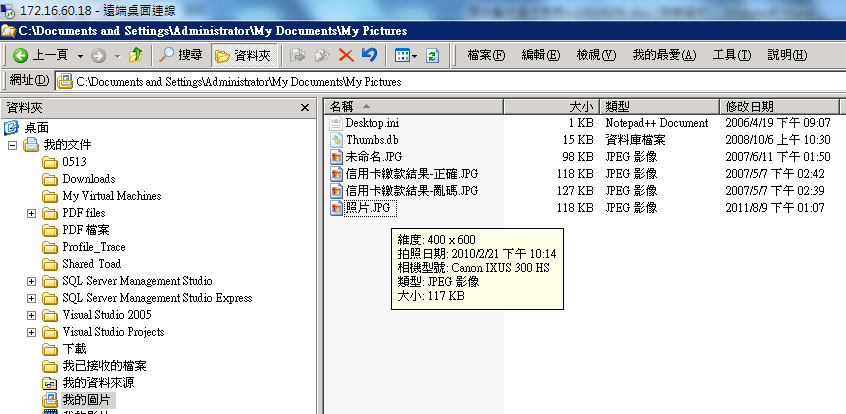 172.16.60.18 - 遠端桌面連線
C:\Documents and Settings\Administrator\My Documents\My Pictures
上一頁 搜尋 資料夾 檔案(F) 編輯(E) 檢視(V) 我的最愛(A) 工具(T) 說明(H)
網址(D) C:\Documents and Settings\Administrator\My Documents\My Pictures
資料夾 ×
桌面
我的文件
0513
Downloads
My Virtual Machines
PDF files
PDF 檔案
Profile_Trace
Shared Toad
SQL Server Management Studio
SQL Server Management Studio Express
Visual Studio 2005
Visual Studio Projects
下載
我已接收的檔案
我的資料來源
我的圖片
名稱 大小 類型 修改日期
Desktop.ini 1 KB Notepad++ Document 2006/4/19 下午 09:07
Thumbs.db 15 KB 資料庫檔案 2008/10/6 上午 10:30
未命名.JPG 98 KB JPEG 影像 2007/6/11 下午 01:50
信用卡繳款結果-正確.JPG 118 KB JPEG 影像 2007/5/7 下午 02:42
信用卡繳款結果-亂碼.JPG 127 KB JPEG 影像 2007/5/7 下午 02:39
照片.JPG 118 KB JPEG 影像 2011/8/9 下午 01:07
維度: 400 x 600
拍照日期: 2010/2/21 下午 10:14
相機型號: Canon IXUS 300 HS
類型: JPEG 影像
大小: 117 KB